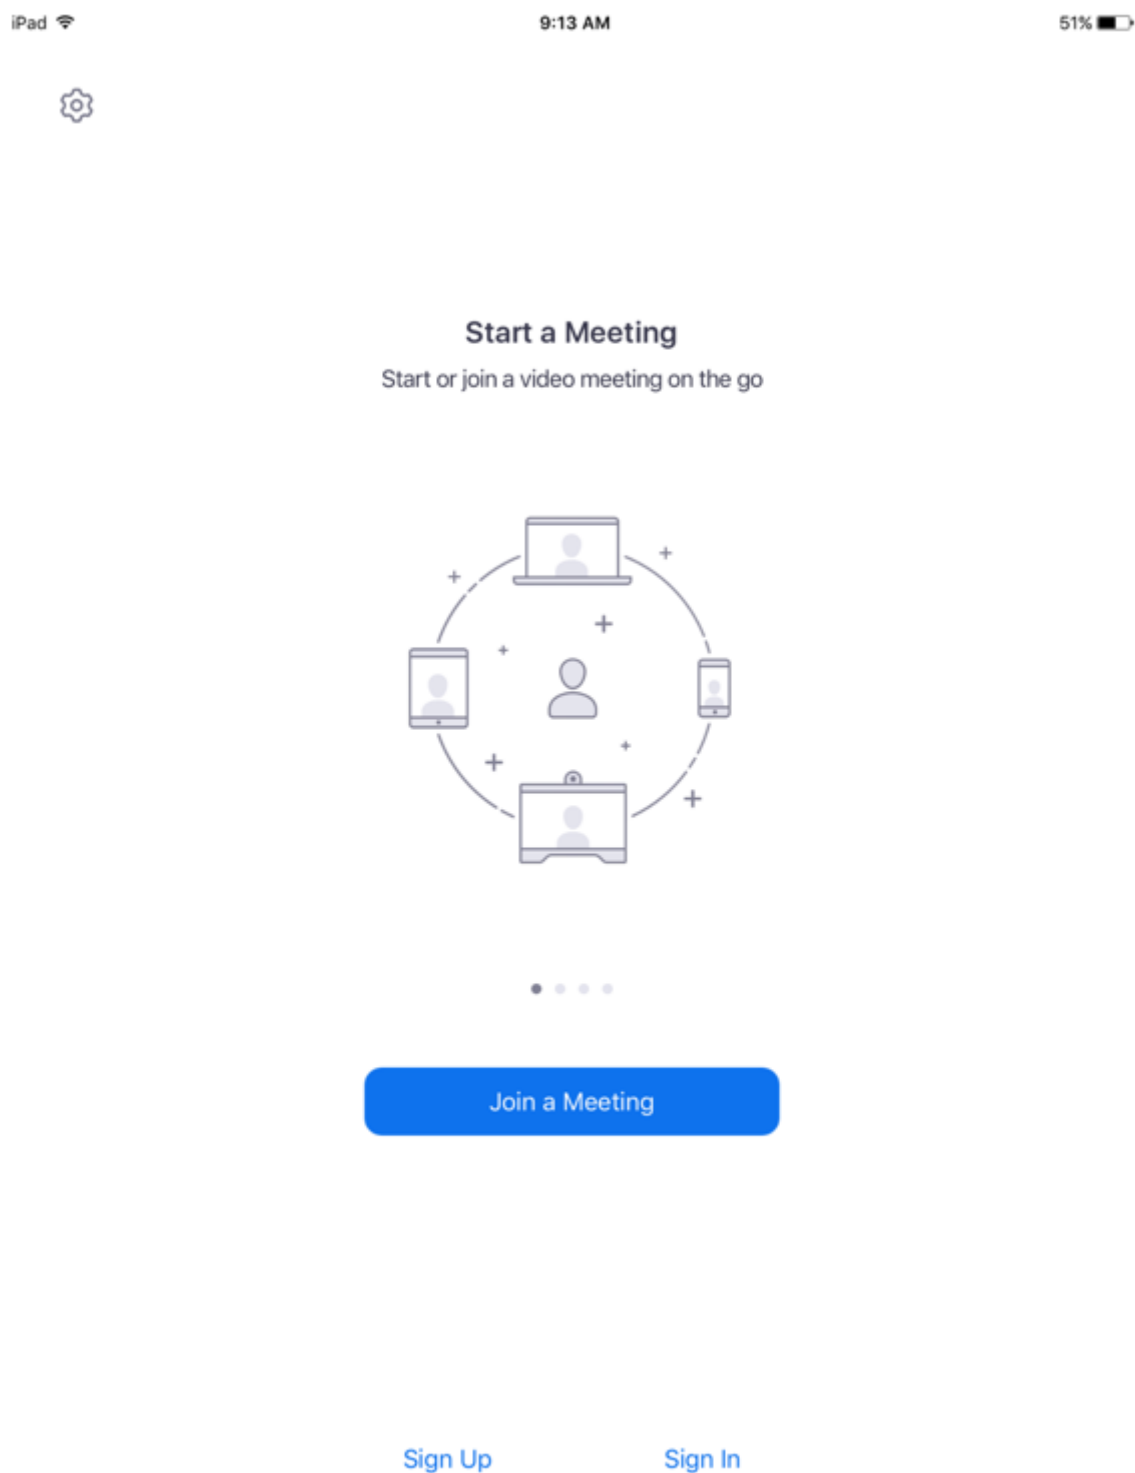 iPad 9:13 AM 51%
Start a Meeting
Start or join a video meeting on the go
Join a Meeting
Sign Up Sign In